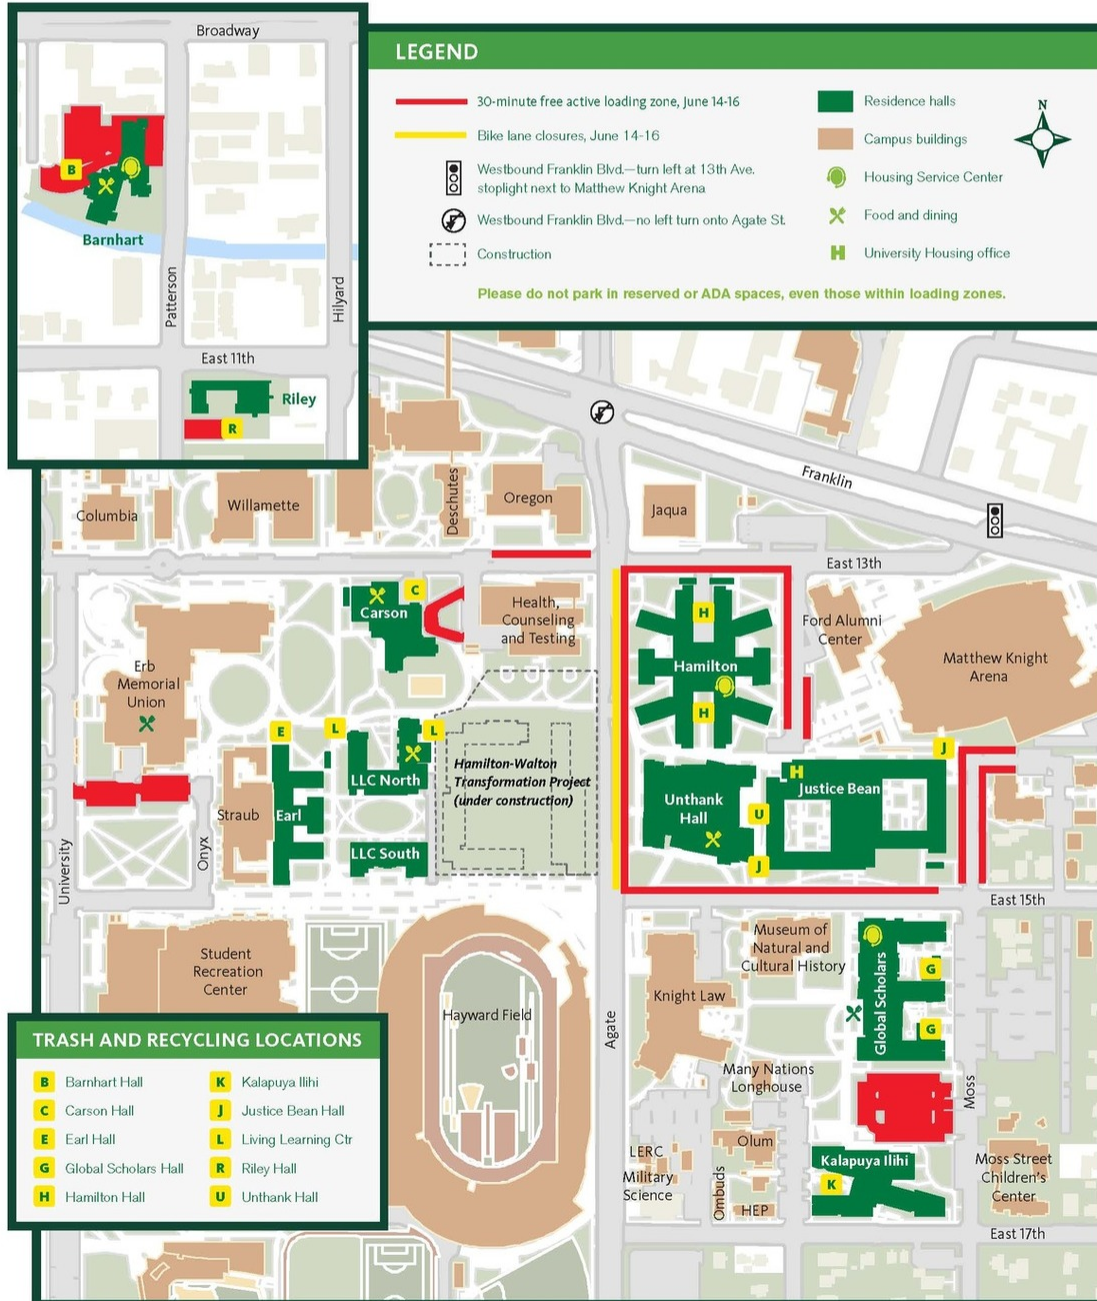 Broadway
B
Barnhart
Patterson
Hilyard
East 11th
Riley
R
LEGEND
30-minute free active loading zone, June 14-16
Bike lane closures, June 14-16
Westbound Franklin Blvd.—turn left at 13th Ave.
stoplight next to Matthew Knight Arena
Westbound Franklin Blvd.—no left turn onto Agate St.
Construction
Residence halls
Campus buildings
Housing Service Center
Food and dining
H
University Housing office
N
Please do not park in reserved or ADA spaces, even those within loading zones.
Franklin
Columbia
Willamette
Deschutes
Oregon
Jaqua
East 13th
C
Carson
Health,
Counseling
and Testing
H
Hamilton
H
Ford Alumni
Center
Matthew Knight
Arena
Erb
Memorial
Union
E
L
L
J
LLC North
Hamilton-Walton
Transformation Project
(under construction)
H
Justice Bean
Unthank
Hall
U
J
Straub
Earl
LLC South
University
Onyx
East 15th
Student
Recreation
Center
Hayward Field
Agate
Museum of
Natural and
Cultural History
Knight Law
Global Scholars
G
G
Many Nations
Longhouse
Moss
LERC
Military
Science
Olum
Ombuds
HEP
Kalapuya Ilihi
K
Moss Street
Children's
Center
East 17th
TRASH AND RECYCLING LOCATIONS
B Barnhart Hall
C Carson Hall
E Earl Hall
G Global Scholars Hall
H Hamilton Hall
K Kalapuya Ilihi
J Justice Bean Hall
L Living Learning Ctr
R Riley Hall
U Unthank Hall